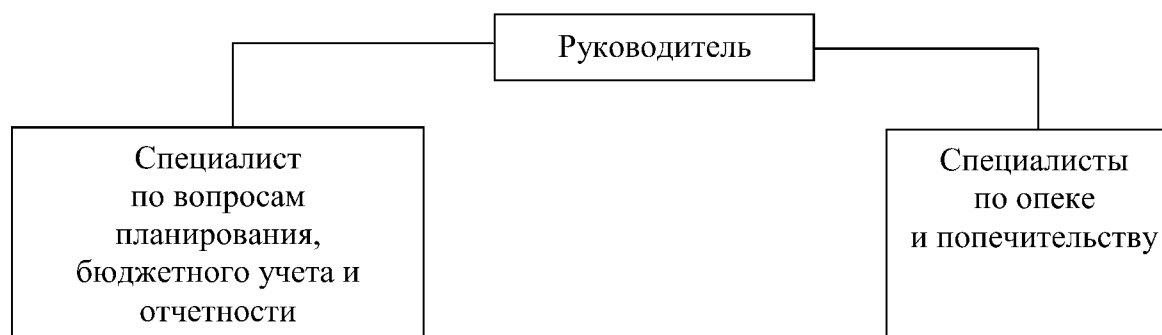 Руководитель
Специалист
по вопросам
планирования,
бюджетного учета и
отчетности
Специалисты
по опеке
и попечительству